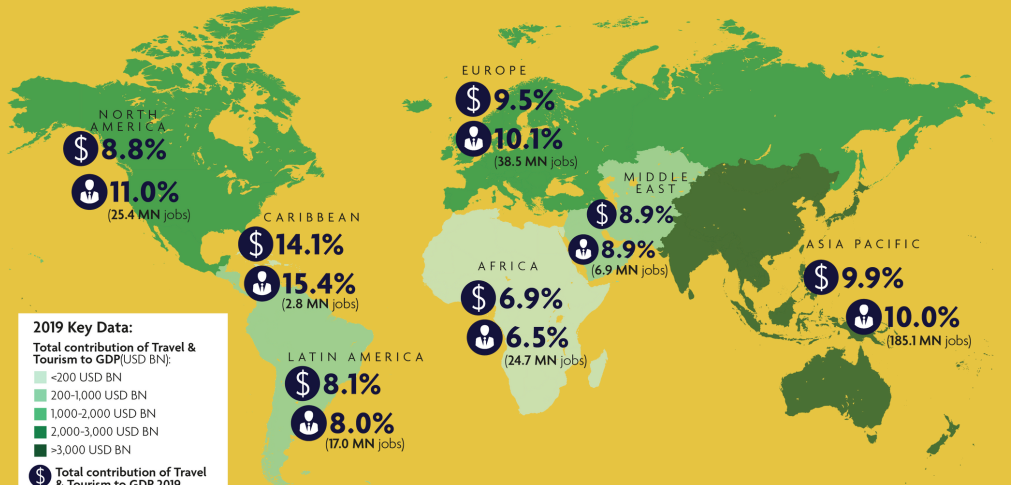 NORTH
AMERICA
$ 8.8%
11.0%
(25.4 MN jobs)
CARIBBEAN
$ 14.1%
15.4%
(2.8 MN jobs)
LATIN AMERICA
$ 8.1%
8.0%
(17.0 MN jobs)
EUROPE
$ 9.5%
10.1%
(38.5 MN jobs)
AFRICA
$ 6.9%
6.5%
(24.7 MN jobs)
MIDDLE
EAST
$ 8.9%
8.9%
(6.9 MN jobs)
ASIA PACIFIC
$ 9.9%
10.0%
(185.1 MN jobs)
2019 Key Data:
Total contribution of Travel &
Tourism to GDP(USD BN):
<200 USD BN
200-1,000 USD BN
1,000-2,000 USD BN
2,000-3,000 USD BN
>3,000 USD BN
$ Total contribution of Travel
& Tourism to GDP 2019